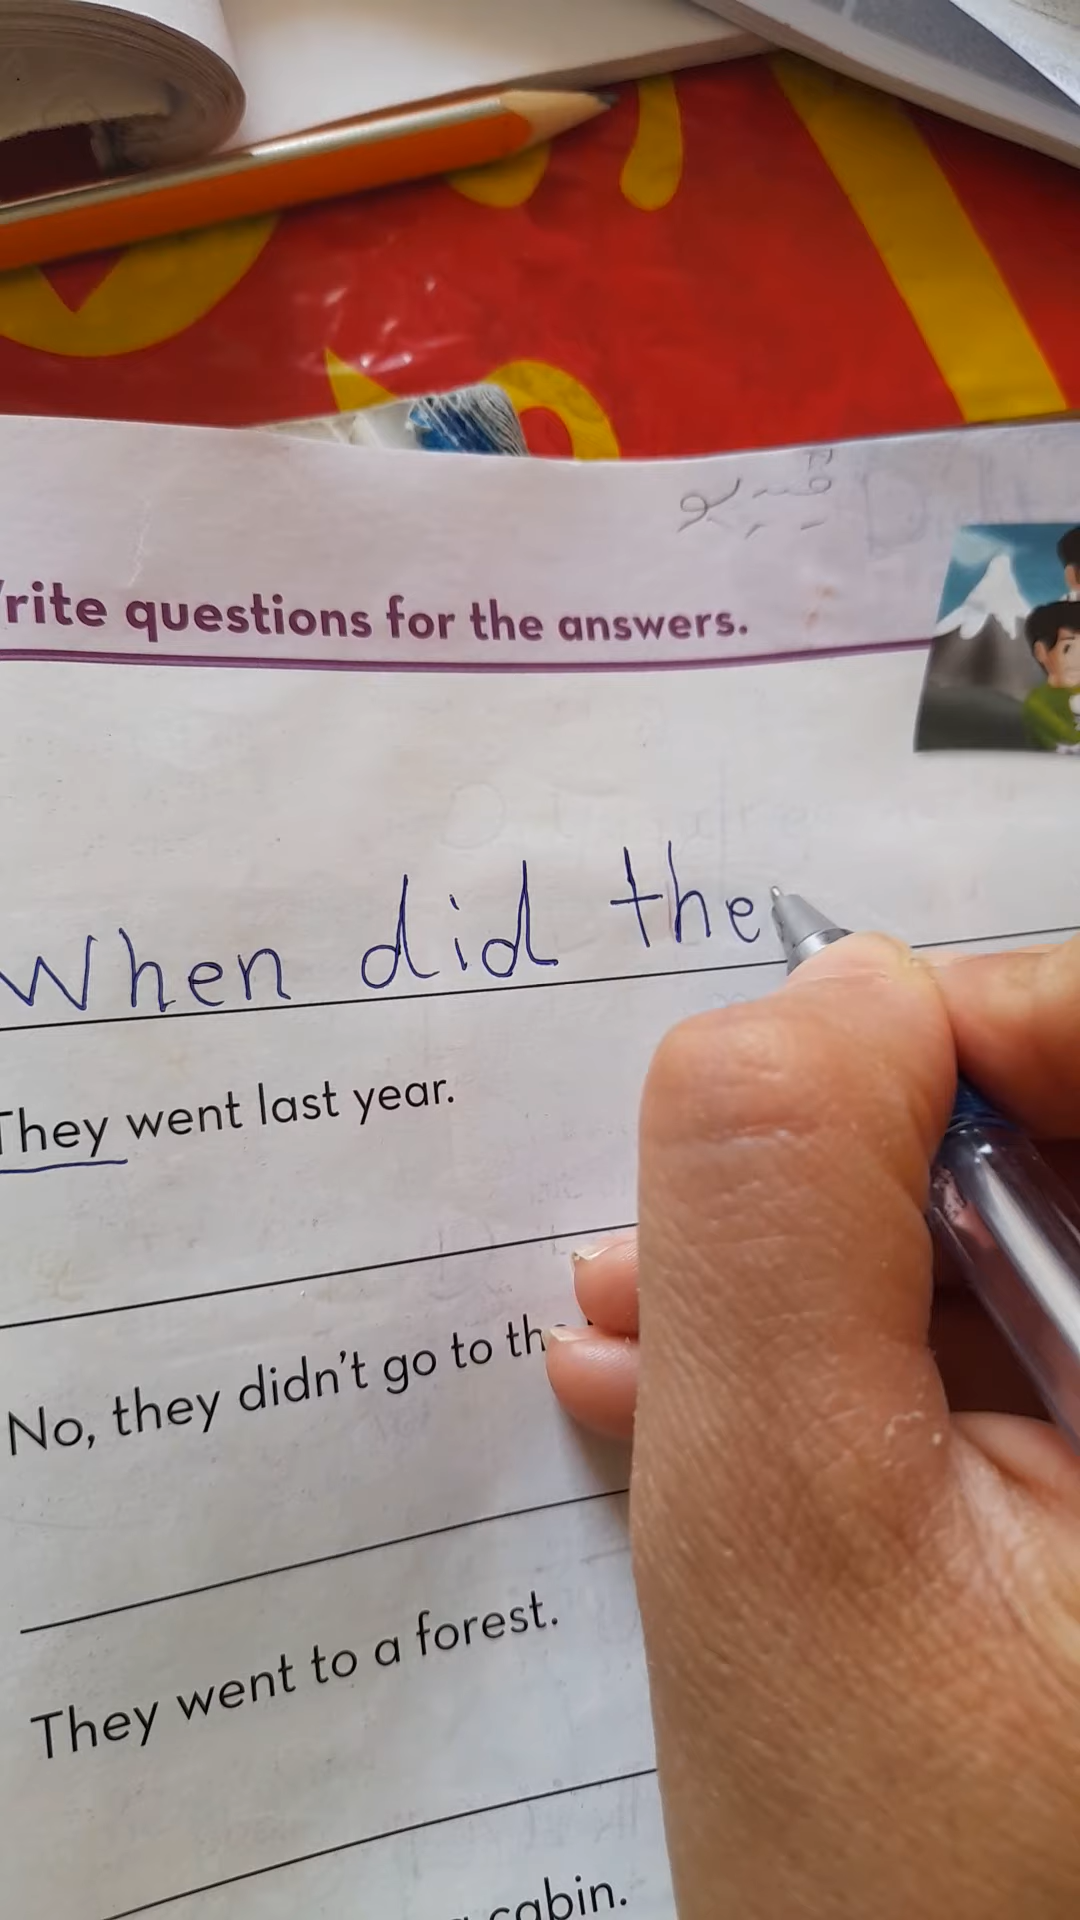 rite questions for the answers.
When did the
They went last year.
No, they didn't go to th
They went to a forest.
cabin.